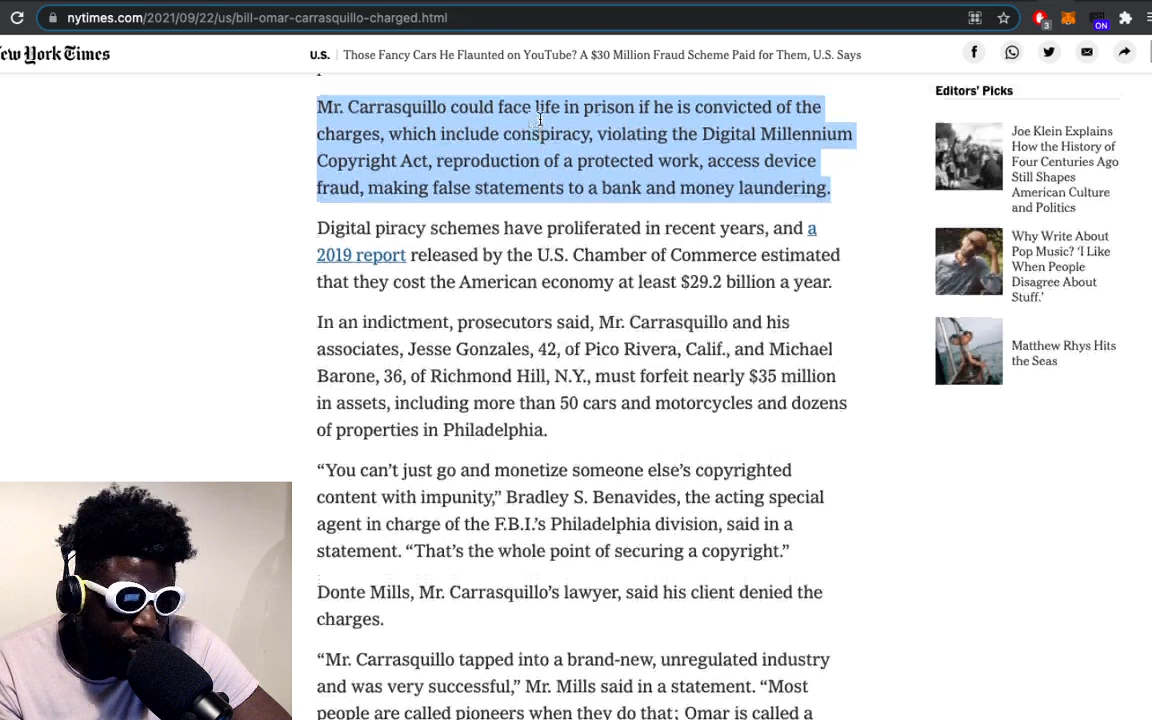 nytimes.com/2021/09/22/us/bill-omar-carrasquillo-charged.html
3
ON
ew York Times
U.S. | Those Fancy Cars He Flaunted on YouTube? A $30 Million Fraud Scheme Paid for Them, U.S. Says
Mr. Carrasquillo could face life in prison if he is convicted of the
charges, which include conspiracy, violating the Digital Millennium
Copyright Act, reproduction of a protected work, access device
fraud, making false statements to a bank and money laundering.
Digital piracy schemes have proliferated in recent years, and a
2019 report released by the U.S. Chamber of Commerce estimated
that they cost the American economy at least $29.2 billion a year.
In an indictment, prosecutors said, Mr. Carrasquillo and his
associates, Jesse Gonzales, 42, of Pico Rivera, Calif., and Michael
Barone, 36, of Richmond Hill, N.Y., must forfeit nearly $35 million
in assets, including more than 50 cars and motorcycles and dozens
of properties in Philadelphia.
“You can’t just go and monetize someone else’s copyrighted
content with impunity,” Bradley S. Benavides, the acting special
agent in charge of the F.B.I.’s Philadelphia division, said in a
statement. “That’s the whole point of securing a copyright.”
Donte Mills, Mr. Carrasquillo’s lawyer, said his client denied the
charges.
“Mr. Carrasquillo tapped into a brand-new, unregulated industry
and was very successful,” Mr. Mills said in a statement. “Most
people are called pioneers when they do that; Omar is called a
Editors’ Picks
Joe Klein Explains
How the History of
Four Centuries Ago
Still Shapes
American Culture
and Politics
Why Write About
Pop Music? ‘I Like
When People
Disagree About
Stuff.’
Matthew Rhys Hits
the Seas